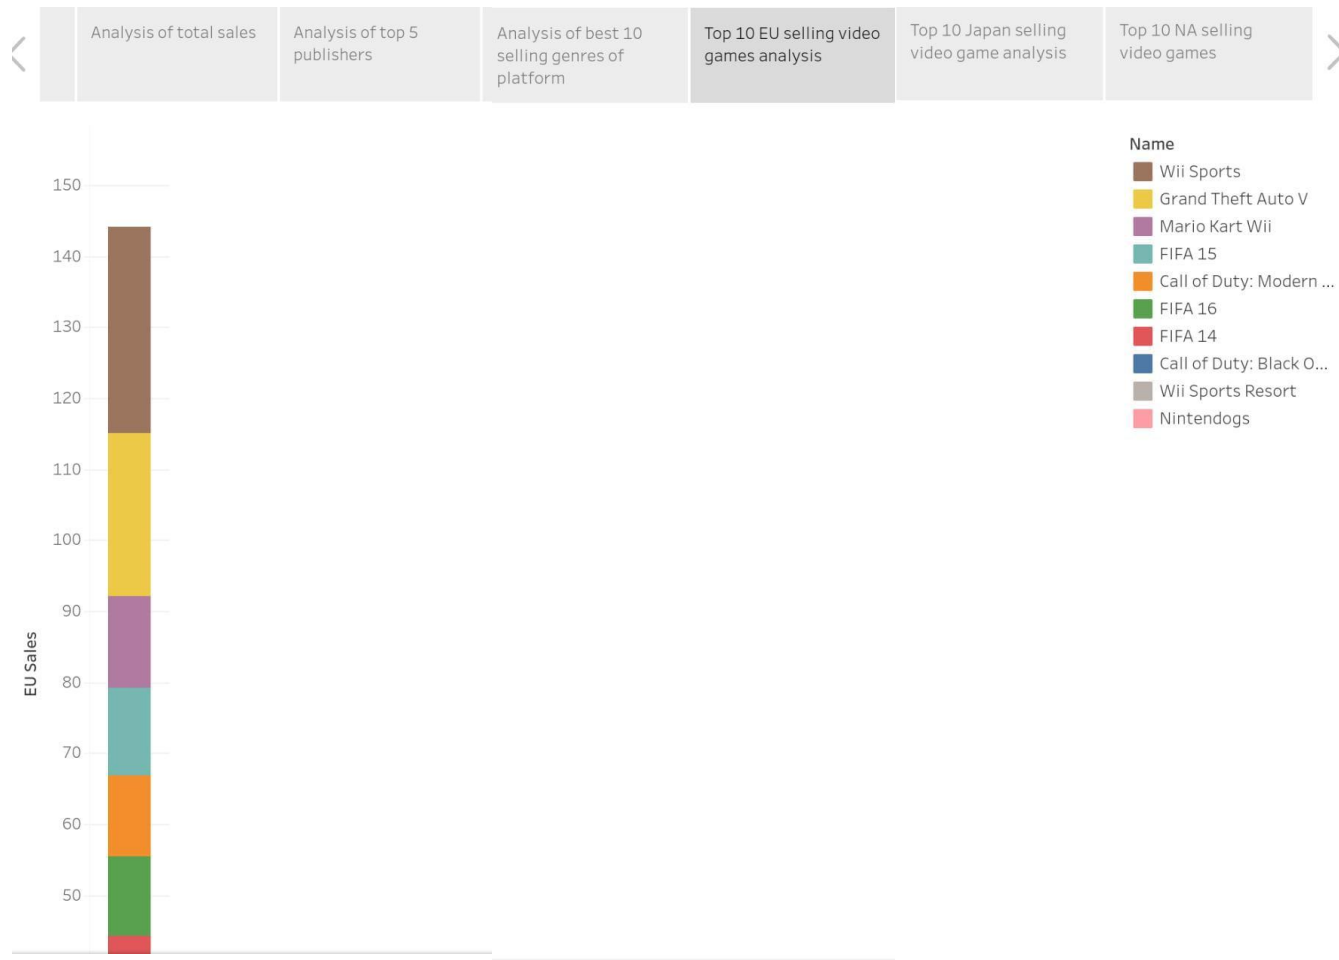 Analysis of total sales
Analysis of top 5
publishers
Analysis of best 10
selling genres of
platform
Top 10 EU selling video
games analysis
Top 10 Japan selling
video game analysis
Top 10 NA selling
video games
Name
Wii Sports
Grand Theft Auto V
Mario Kart Wii
FIFA 15
Call of Duty: Modern ...
FIFA 16
FIFA 14
Call of Duty: Black O...
Wii Sports Resort
Nintendogs
EU Sales
150
140
130
120
110
100
90
80
70
60
50